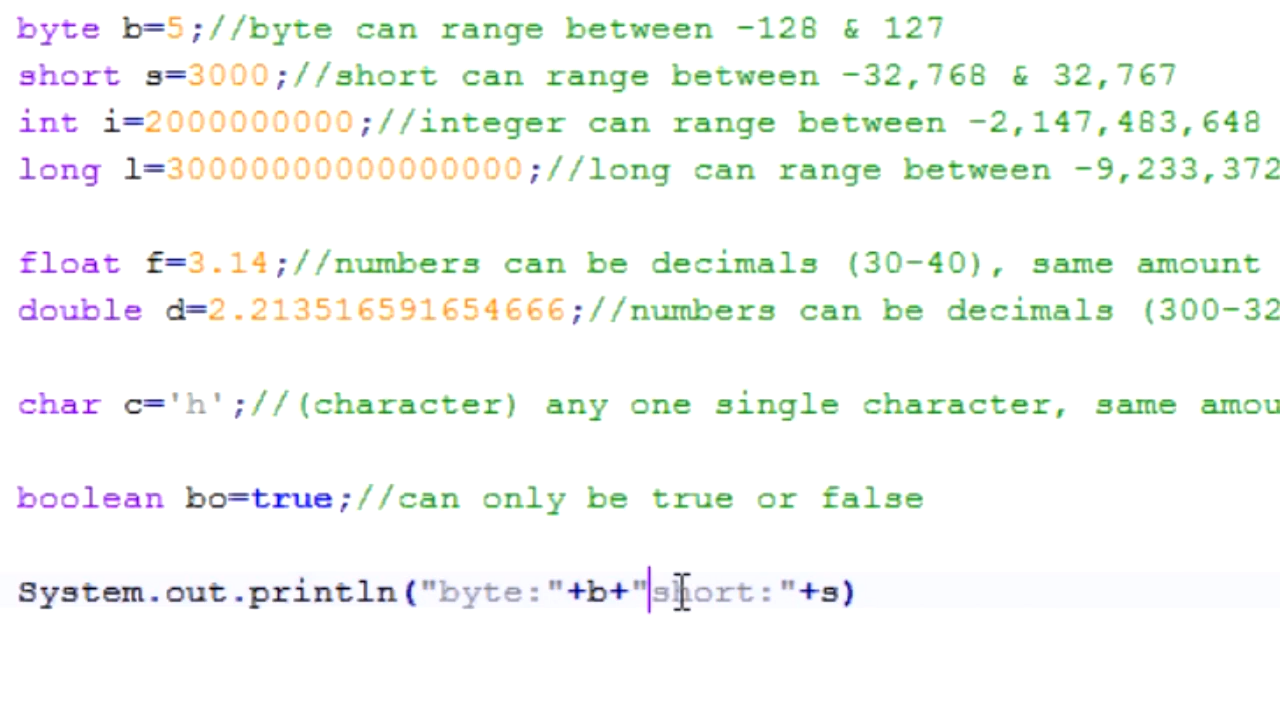 byte b=5;//byte can range between -128 & 127
short s=3000;//short can range between -32,768 & 32,767
int i=2000000000;//integer can range between -2,147,483,648
long l=30000000000000000;//long can range between -9,233,372
float f=3.14;//numbers can be decimals (30-40), same amount
double d=2.213516591654666;//numbers can be decimals (300-32
char c='h';//(character) any one single character, same amou
boolean bo=true;//can only be true or false
System.out.println("byte:"+b+"short:"+s)